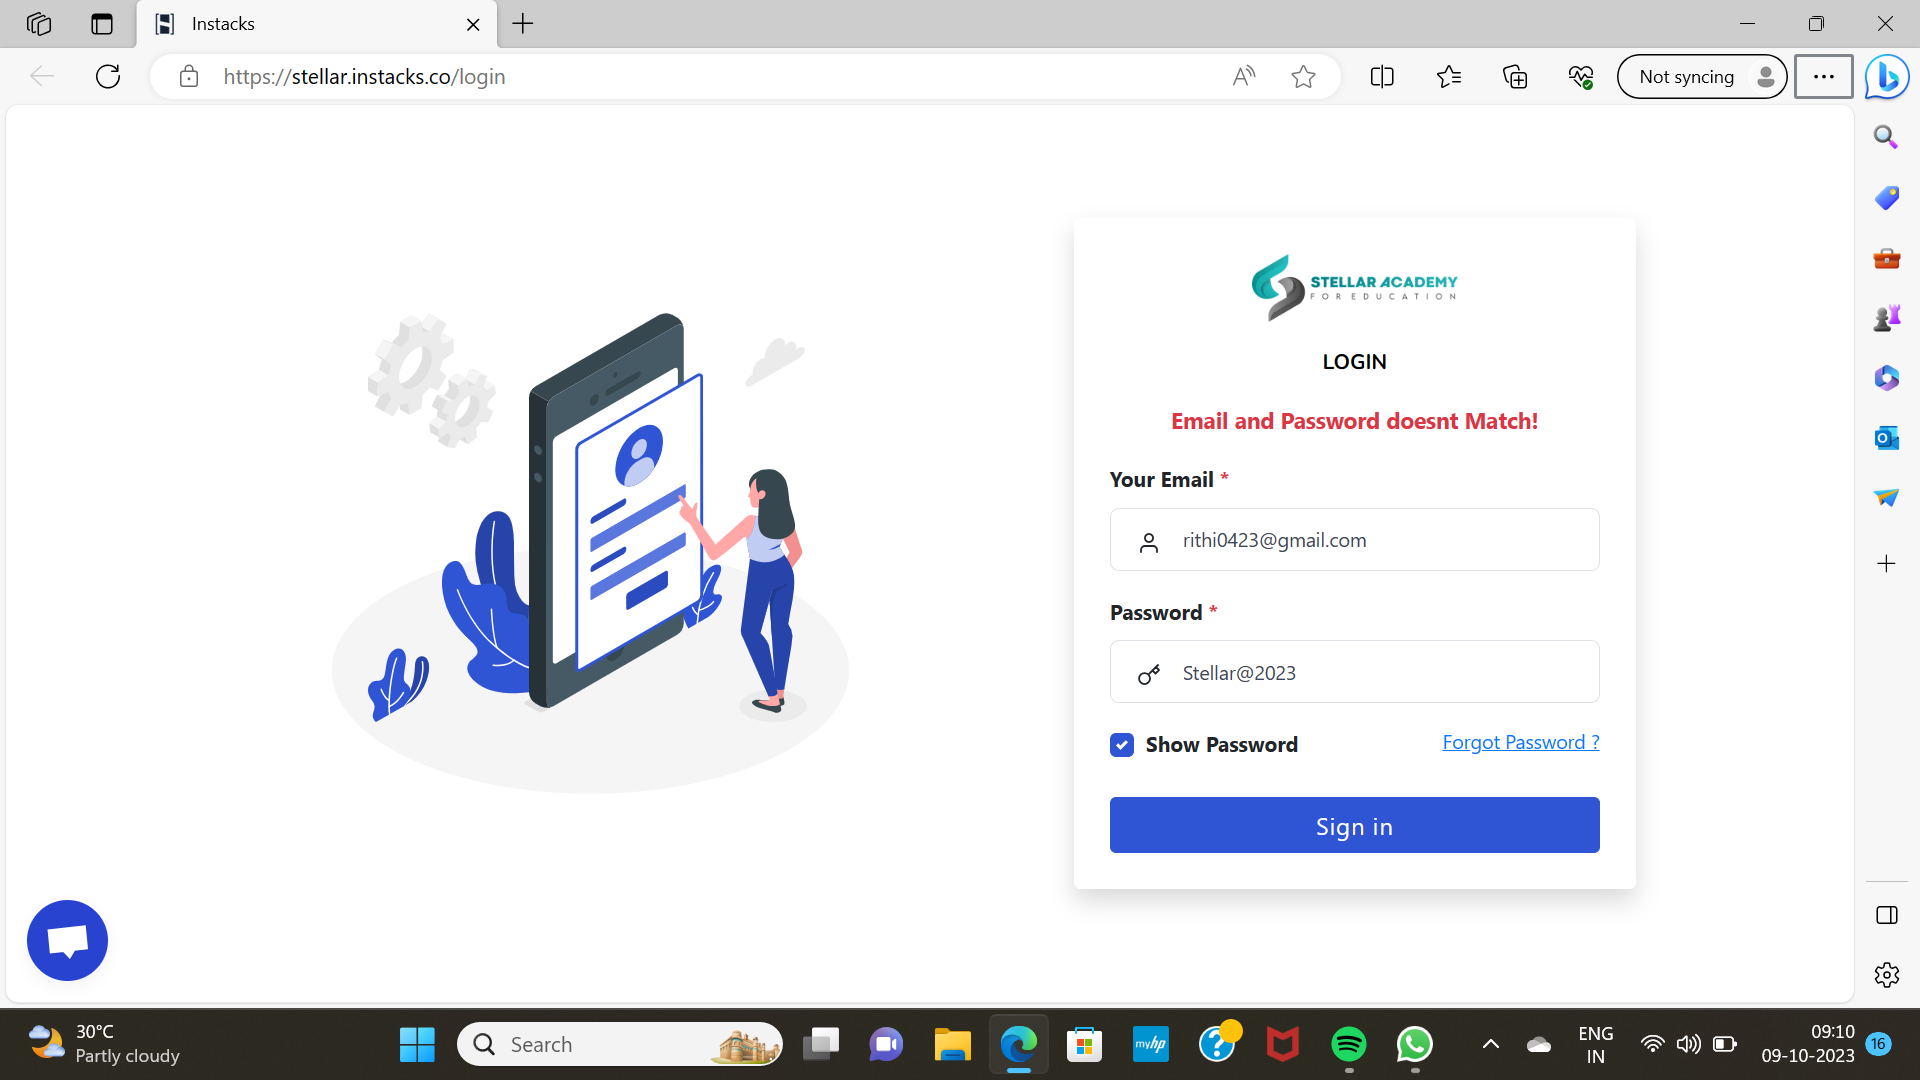 Instacks
https://stellar.instacks.co/login
Not syncing
STELLAR ACADEMY
FOR EDUCATION
LOGIN
Email and Password doesnt Match!
Your Email *
rithi0423@gmail.com
Password *
Stellar@2023
Show Password
Forgot Password ?
Sign in
30°C
Partly cloudy
Search
myhp
ENG
IN
09:10
09-10-2023
16